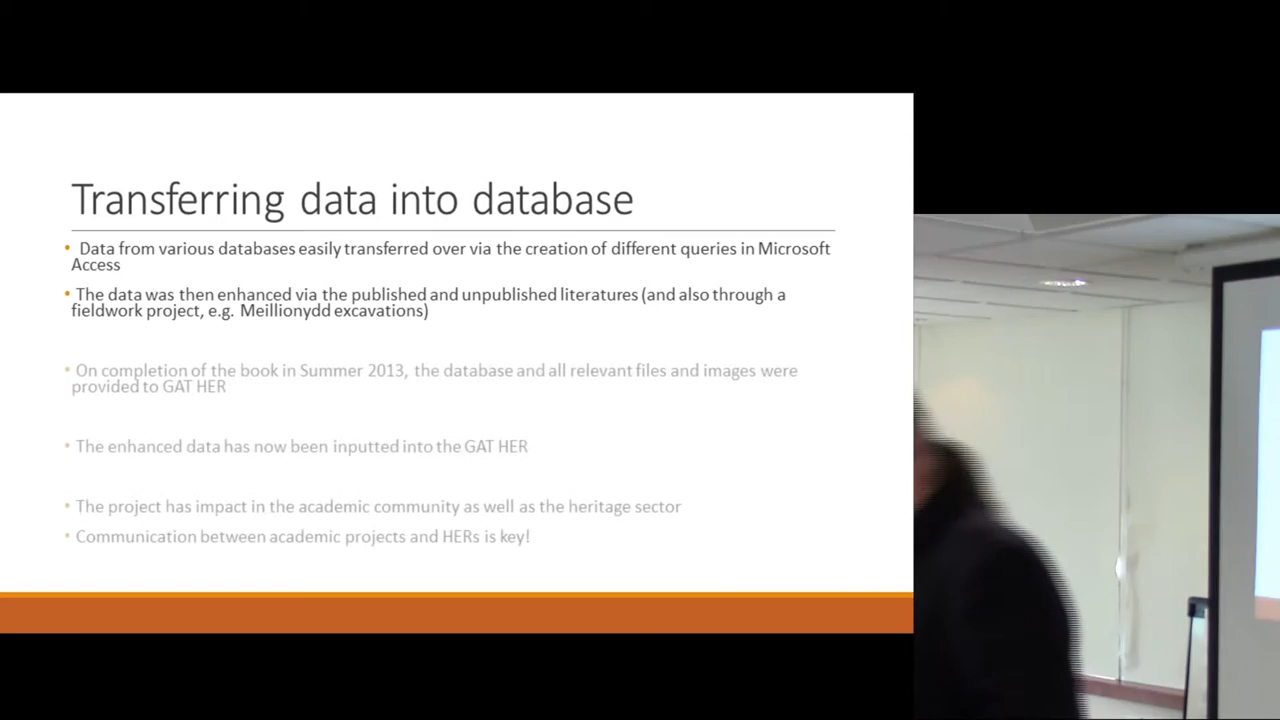 Transferring data into database
• Data from various databases easily transferred over via the creation of different queries in Microsoft
Access
• The data was then enhanced via the published and unpublished literatures (and also through a
fieldwork project, e.g. Meillionydd excavations)
• On completion of the book in Summer 2013, the database and all relevant files and images were
provided to GAT HER
• The enhanced data has now been inputted into the GAT HER
• The project has impact in the academic community as well as the heritage sector
• Communication between academic projects and HERs is key!